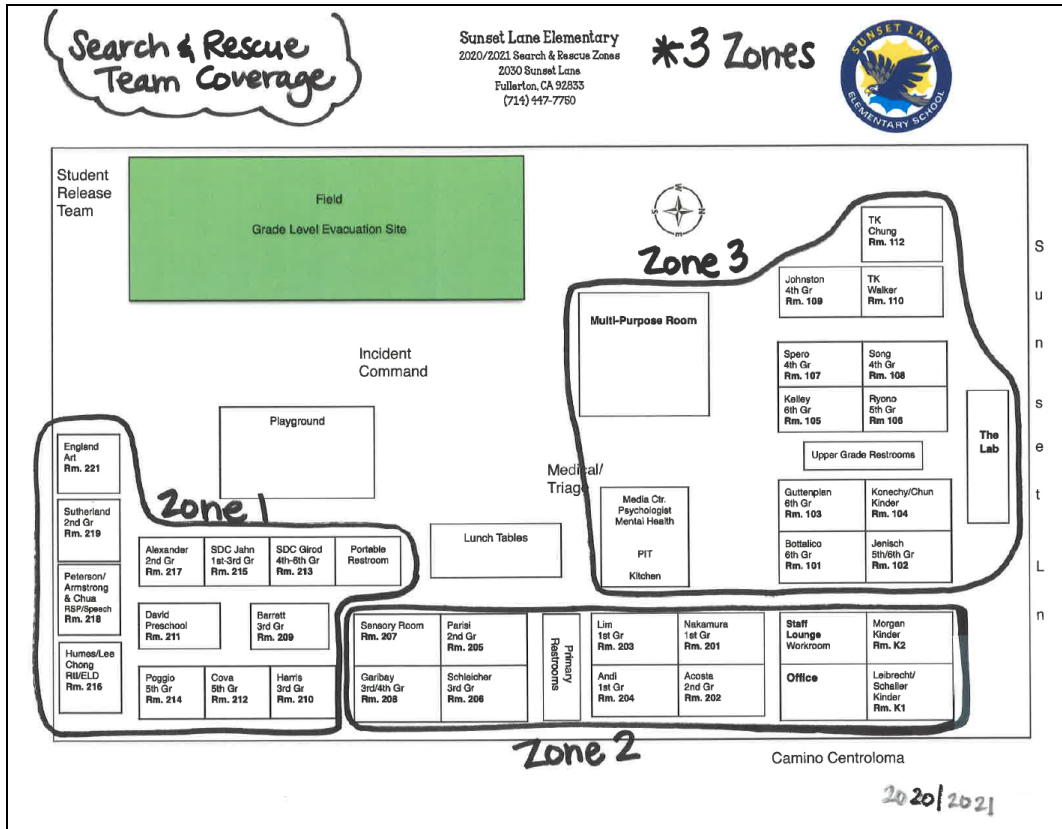 Search & Rescue
Team Coverage
Sunset Lane Elementary
2020/2021 Search & Rescue Zones
2030 Sunset Lane
Fullerton, CA 92833
(714) 447-7750
*3 Zones
SUNSET LANE
ELEMENTARY SCHOOL
Student
Release
Team
Field
Grade Level Evacuation Site
W
S
N
E
Zone 3
TK
Chung
Rm. 112
Johnston
4th Gr
Rm. 109
TK
Walker
Rm. 110
Multi-Purpose Room
Spero
4th Gr
Rm. 107
Song
4th Gr
Rm. 108
Kelley
6th Gr
Rm. 105
Ryono
5th Gr
Rm 106
The
Lab
Upper Grade Restrooms
Guttenplan
6th Gr
Rm. 103
Konechy/Chun
Kinder
Rm. 104
Bottalico
6th Gr
Rm. 101
Jenisch
5th/6th Gr
Rm. 102
Sunset Ln
Incident
Command
Playground
Medical/
Triage
Media Ctr.
Psychologist
Mental Health
PIT
Kitchen
Lunch Tables
Zone 1
England
Art
Rm. 221
Sutherland
2nd Gr
Rm. 219
Peterson/
Armstrong
& Chua
RSP/Speech
Rm. 218
Humes/Lee
Chong
RtI/ELD
Rm. 216
Alexander
2nd Gr
Rm. 217
SDC Jahn
1st-3rd Gr
Rm. 215
SDC Girod
4th-6th Gr
Rm. 213
Portable
Restroom
David
Preschool
Rm. 211
Barrett
3rd Gr
Rm. 209
Poggio
5th Gr
Rm. 214
Cova
5th Gr
Rm. 212
Harris
3rd Gr
Rm. 210
Sensory Room
Rm. 207
Parisi
2nd Gr
Rm. 205
Garibay
3rd/4th Gr
Rm. 208
Schleicher
3rd Gr
Rm. 206
Primary
Restrooms
Lim
1st Gr
Rm. 203
Nakamura
1st Gr
Rm. 201
Andi
1st Gr
Rm. 204
Acosta
2nd Gr
Rm. 202
Staff
Lounge
Workroom
Office
Morgan
Kinder
Rm. K2
Leibrecht/
Schaller
Kinder
Rm. K1
Zone 2
Camino Centroloma
2020/2021